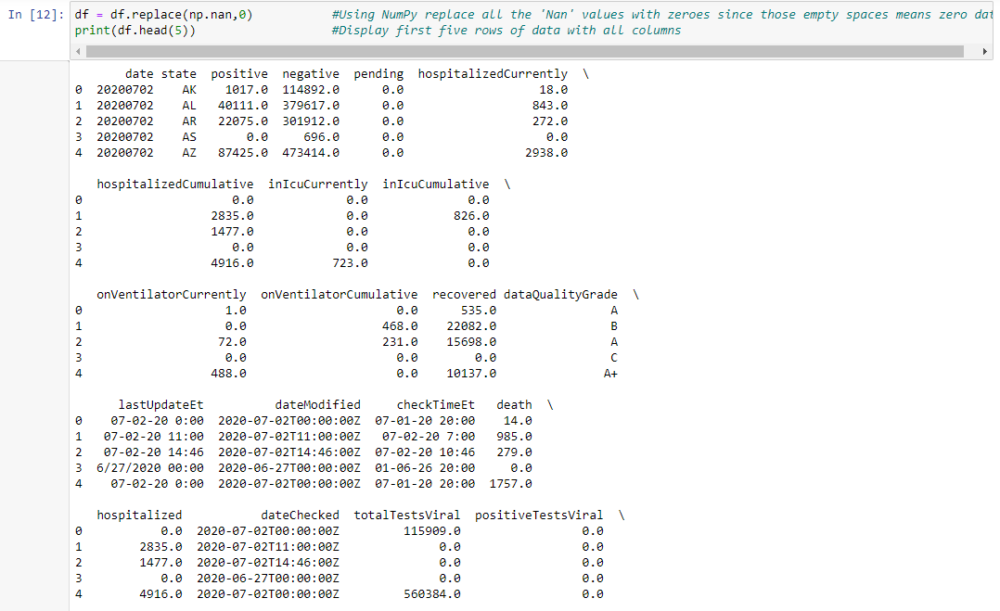 In [12]: df = df.replace(np.nan,0) #Using NumPy replace all the 'Nan' values with zeroes since those empty spaces means zero dat
print(df.head(5)) #Display first five rows of data with all columns
date state positive negative pending hospitalizedCurrently \
0 20200702 AK 1017.0 114892.0 0.0 18.0
1 20200702 AL 40111.0 379617.0 0.0 843.0
2 20200702 AR 22075.0 301912.0 0.0 272.0
3 20200702 AS 0.0 696.0 0.0 0.0
4 20200702 AZ 87425.0 473414.0 0.0 2938.0
hospitalizedCumulative inIcuCurrently inIcuCumulative \
0 0.0 0.0 0.0
1 2835.0 0.0 826.0
2 1477.0 0.0 0.0
3 0.0 0.0 0.0
4 4916.0 723.0 0.0
onVentilatorCurrently onVentilatorCumulative recovered dataQualityGrade \
0 1.0 0.0 535.0 A
1 0.0 468.0 22082.0 B
2 72.0 231.0 15698.0 A
3 0.0 0.0 0.0 C
4 488.0 0.0 10137.0 A+
lastUpdateEt dateModified checkTimeEt death \
0 07-02-20 0:00 2020-07-02T00:00:00Z 07-01-20 20:00 14.0
1 07-02-20 11:00 2020-07-02T11:00:00Z 07-02-20 7:00 985.0
2 07-02-20 14:46 2020-07-02T14:46:00Z 07-02-20 10:46 279.0
3 6/27/2020 00:00 2020-06-27T00:00:00Z 01-06-26 20:00 0.0
4 07-02-20 0:00 2020-07-02T00:00:00Z 07-01-20 20:00 1757.0
hospitalized dateChecked totalTestsViral positiveTestsViral \
0 0.0 2020-07-02T00:00:00Z 115909.0 0.0
1 2835.0 2020-07-02T11:00:00Z 0.0 0.0
2 1477.0 2020-07-02T14:46:00Z 0.0 0.0
3 0.0 2020-06-27T00:00:00Z 0.0 0.0
4 4916.0 2020-07-02T00:00:00Z 560384.0 0.0